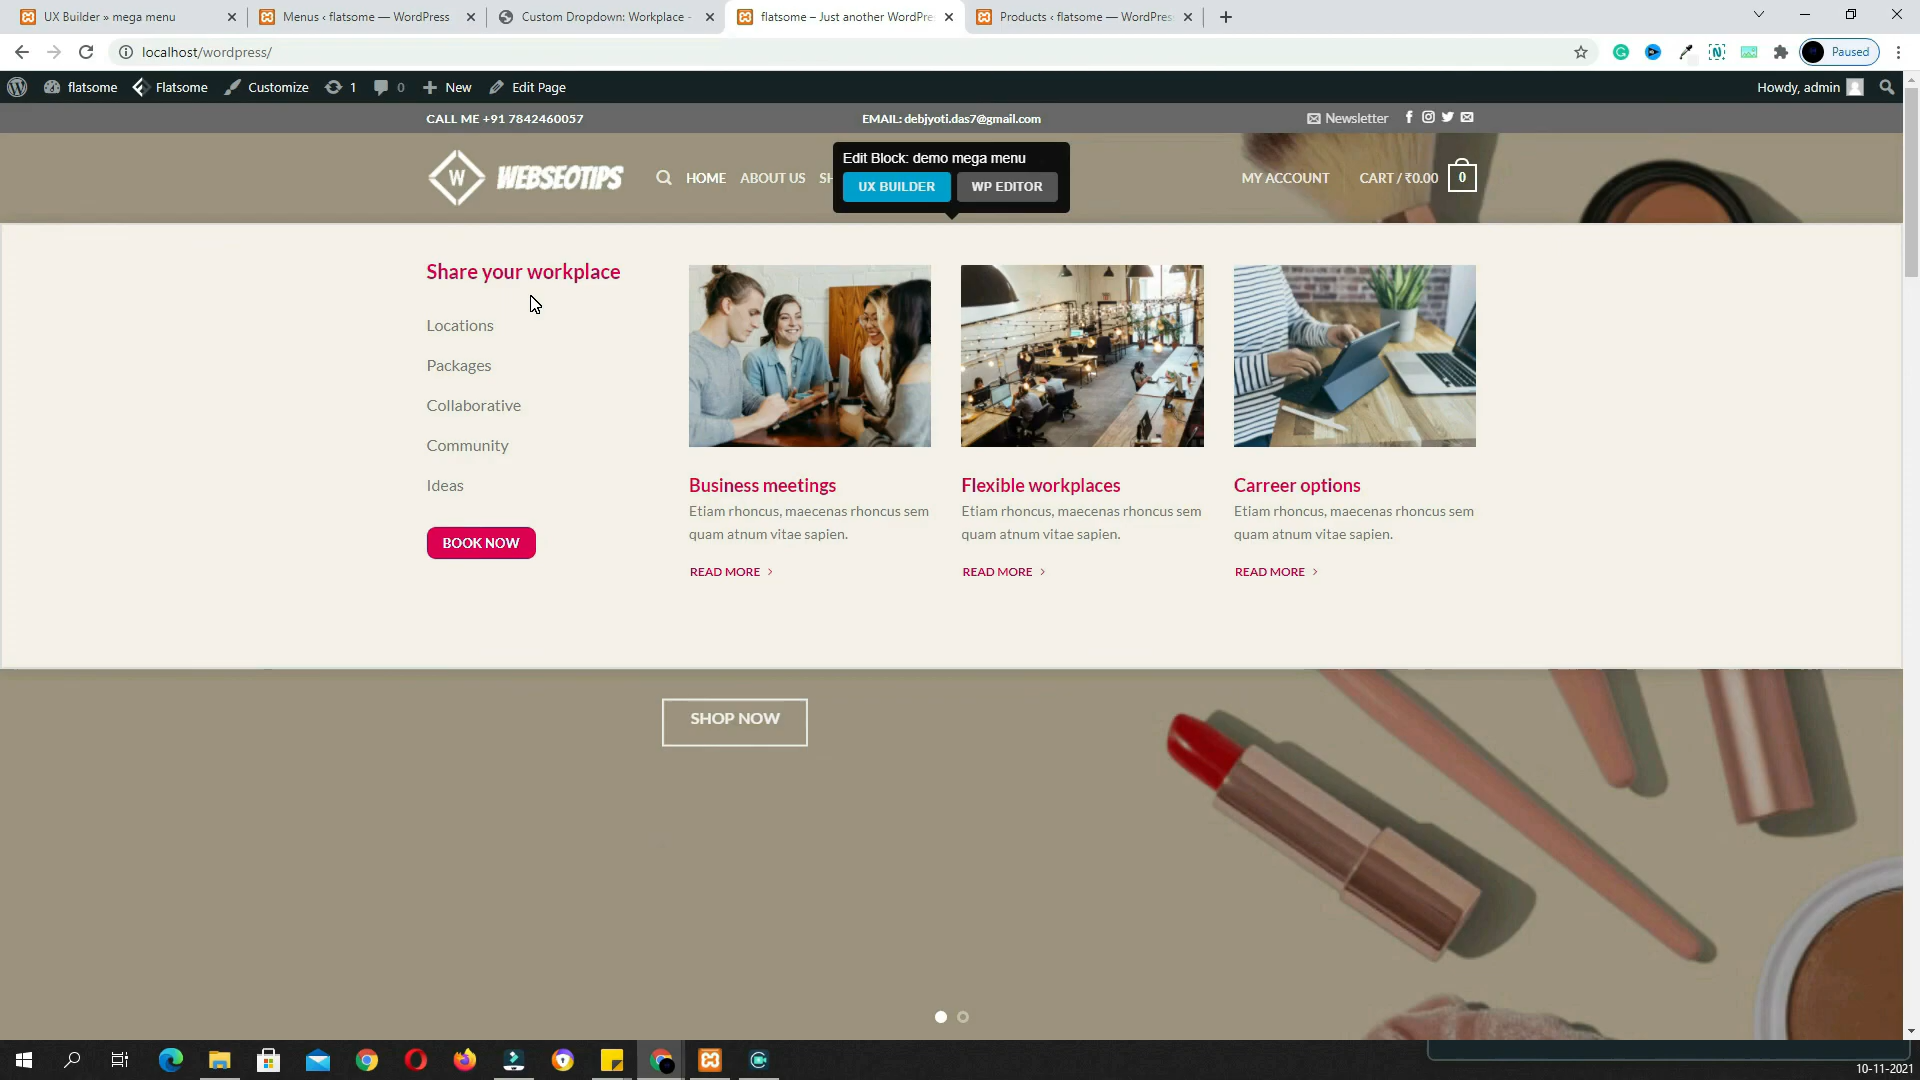 UX Builder » mega menu
Menus ‹ flatsome — WordPress
Custom Dropdown: Workplace -
flatsome – Just another WordPre
Products ‹ flatsome — WordPres
localhost/wordpress/
Paused
flatsome
Flatsome
Customize
1
0
New
Edit Page
Howdy, admin
CALL ME +91 7842460057
EMAIL: debjyoti.das7@gmail.com
Newsletter
W
WEBSEOTIPS
HOME
ABOUT US
SH
Edit Block: demo mega menu
UX BUILDER
WP EDITOR
MY ACCOUNT
CART / ₹0.00
0
Share your workplace
Locations
Packages
Collaborative
Community
Ideas
BOOK NOW
Business meetings
Etiam rhoncus, maecenas rhoncus sem
quam atnum vitae sapien.
READ MORE
Flexible workplaces
Etiam rhoncus, maecenas rhoncus sem
quam atnum vitae sapien.
READ MORE
Carreer options
Etiam rhoncus, maecenas rhoncus sem
quam atnum vitae sapien.
READ MORE
SHOP NOW
10-11-2021